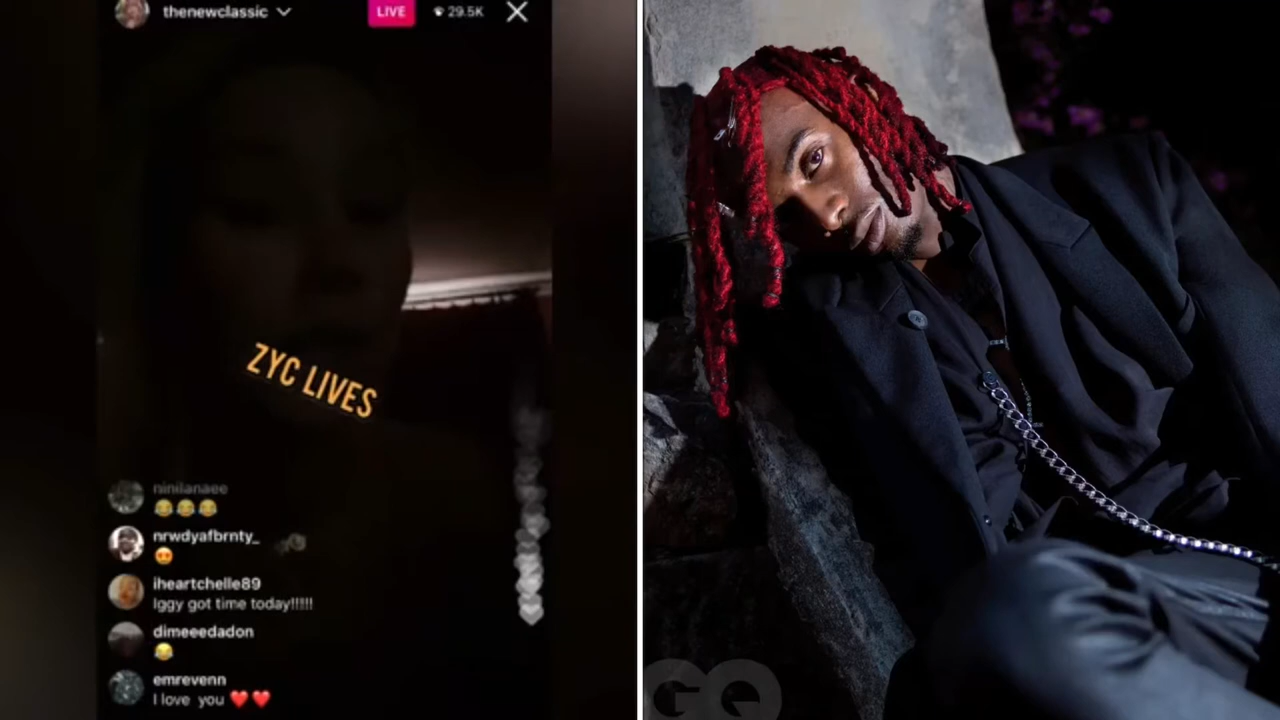 thenewclassic
LIVE
29.5K
ZYC LIVES
ninilanaee
😂😂😂
nrwdyafbrnty_
😍
iheartchelle89
Iggy got time today!!!!!
dimeeedadon
😂
emrevenn
I love you ❤️❤️
GQ